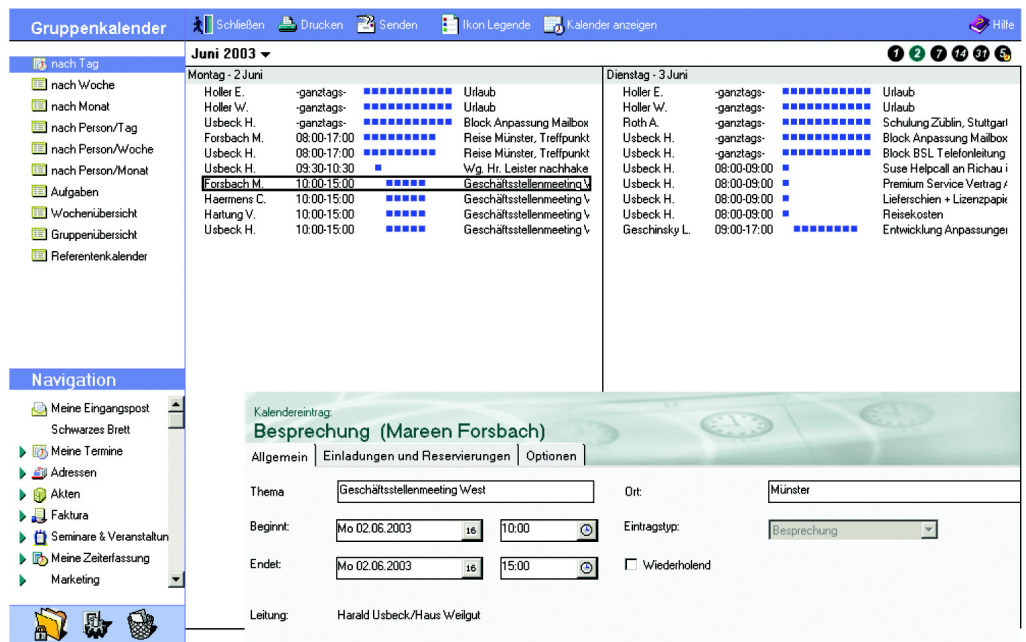 Gruppenkalender
Schließen Drucken Senden Ikon Legende Kalender anzeigen Hilfe
Juni 2003
1 2 7 14 31 5
nach Tag
nach Woche
nach Monat
nach Person/Tag
nach Person/Woche
nach Person/Monat
Aufgaben
Wochenübersicht
Gruppenübersicht
Referentenkalender
Montag - 2 Juni
Holler E. -ganztags- Urlaub
Holler W. -ganztags- Urlaub
Usbeck H. -ganztags- Block Anpassung Mailbox
Forsbach M. 08:00-17:00 Reise Münster, Treffpunkt
Usbeck H. 08:00-17:00 Reise Münster, Treffpunkt
Usbeck H. 09:30-10:30 Wg. Hr. Leister nachhake
Forsbach M. 10:00-15:00 Geschäftsstellenmeeting
Haermens C. 10:00-15:00 Geschäftsstellenmeeting
Hartung V. 10:00-15:00 Geschäftsstellenmeeting
Usbeck H. 10:00-15:00 Geschäftsstellenmeeting
Dienstag - 3 Juni
Holler E. -ganztags- Urlaub
Holler W. -ganztags- Urlaub
Roth A. -ganztags- Schulung Züblin, Stuttgart
Usbeck H. -ganztags- Block Anpassung Mailbox
Usbeck H. -ganztags- Block BSL Telefonleitung
Usbeck H. 08:00-09:00 Suse Helpcall an Richau
Usbeck H. 08:00-09:00 Premium Service Vertrag
Usbeck H. 08:00-09:00 Lieferschien + Lizenzpapie
Usbeck H. 08:00-09:00 Reisekosten
Geschinsky L. 09:00-17:00 Entwicklung Anpassungen
Navigation
Meine Eingangspost
Schwarzes Brett
Meine Termine
Adressen
Akten
Faktura
Seminare & Veranstaltun
Meine Zeiterfassung
Marketing
Kalendereintrag:
Besprechung (Mareen Forsbach)
Allgemein Einladungen und Reservierungen Optionen
Thema Geschäftsstellenmeeting West Ort: Münster
Beginnt: Mo 02.06.2003 16 10:00 Eintragstyp: Besprechung
Endet: Mo 02.06.2003 16 15:00 Wiederholend
Leitung: Harald Usbeck/Haus Weilgut